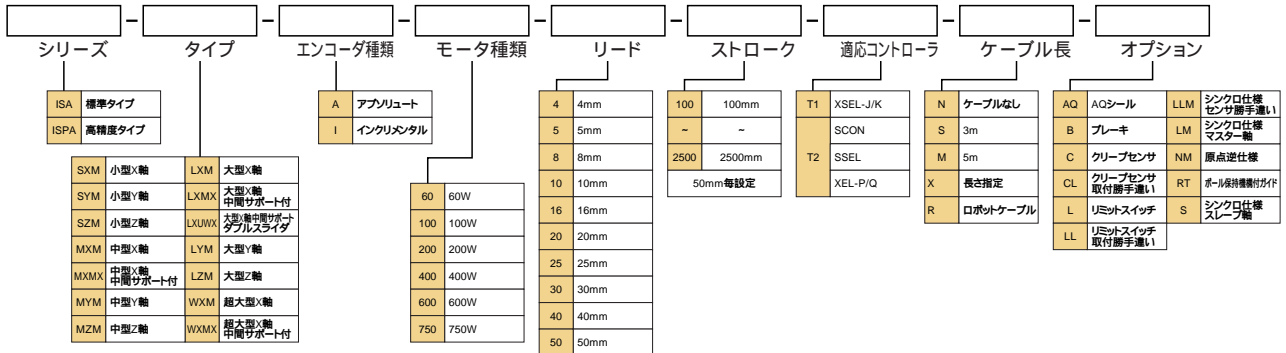 シリーズ
タイプ
エンコーダ種類
モータ種類
リード
ストローク
適応コントローラ
ケーブル長
オプション
ISA 標準タイプ
ISPA 高精度タイプ
SXM 小型X軸
SYM 小型Y軸
SZM 小型Z軸
MXM 中型X軸
MXMX 中型X軸
中間サポート付
MYM 中型Y軸
MZM 中型Z軸
LXM 大型X軸
LXMX 大型X軸
中間サポート付
LXUWX 大型X軸中間サポート
ダブルスライダ
LYM 大型Y軸
LZM 大型Z軸
WXM 超大型X軸
WXMX 超大型X軸
中間サポート付
A アブソリュート
I インクリメンタル
60 60W
100 100W
200 200W
400 400W
600 600W
750 750W
4 4mm
5 5mm
8 8mm
10 10mm
16 16mm
20 20mm
25 25mm
30 30mm
40 40mm
50 50mm
100 100mm
~ ~
2500 2500mm
50mm毎設定
T1 XSEL-J/K
T2 SCON
SSEL
XEL-P/Q
N ケーブルなし
S 3m
M 5m
X 長さ指定
R ロボットケーブル
AQ AQシール
B ブレーキ
C クリープセンサ
CL クリープセンサ
取付勝手違い
L リミットスイッチ
LL リミットスイッチ
取付勝手違い
LLM シンクロ仕様
センサ勝手違い
LM シンクロ仕様
マスター軸
NM 原点逆仕様
RT ボール保持機構付ガイド
S シンクロ仕様
スレーブ軸